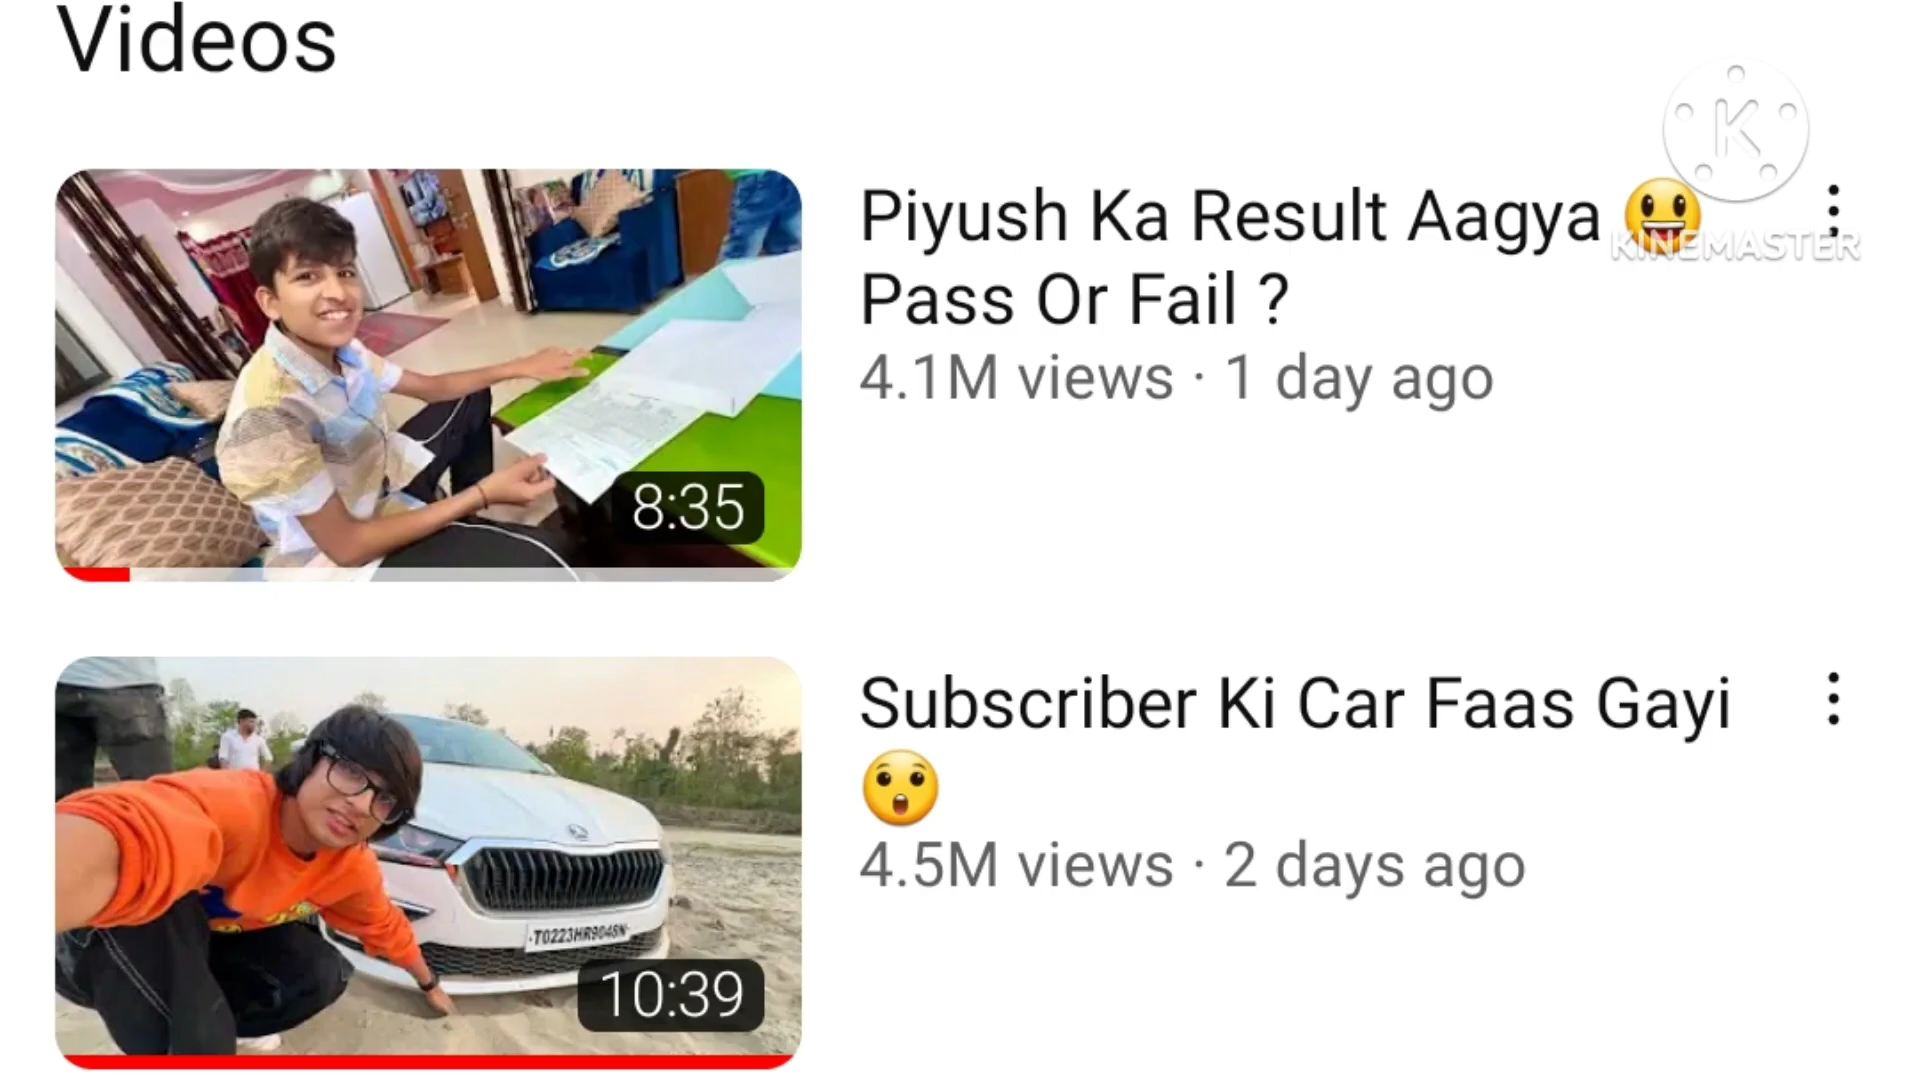 Videos
K
KINEMASTER
Piyush Ka Result Aagya 😃
Pass Or Fail ?
4.1M views · 1 day ago
8:35
Subscriber Ki Car Faas Gayi
😲
4.5M views · 2 days ago
10:39